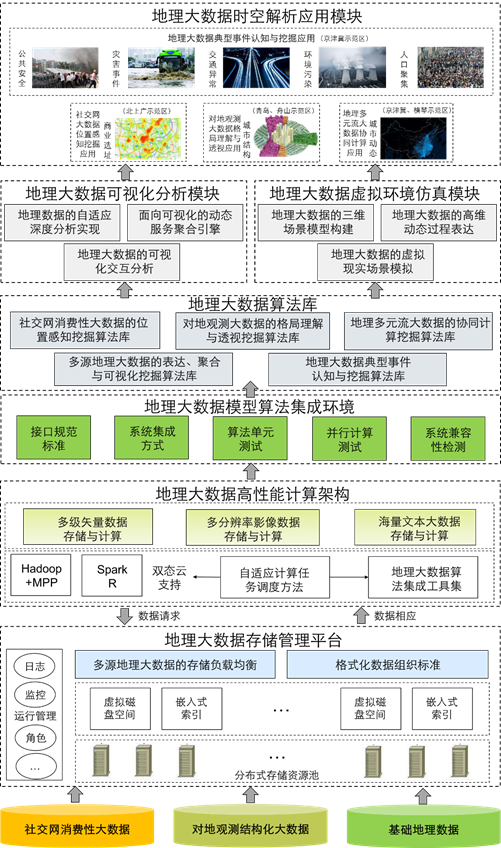 地理大数据时空解析应用模块
地理大数据典型事件认知与挖掘应用(京津冀示范区)
公共安全
灾害事件
交通异常
环境污染
人口聚集
(北上广示范区)
社交网大数据位置感知挖掘应用
商业选址
(青岛、舟山示范区)
对地观测大数据格局理解与透视应用
城市结构
(京津冀、横琴示范区)
地理多元流大数据协同计算应用
城市动态
地理大数据可视化分析模块
地理数据的自适应
深度分析实现
面向可视化的动态
服务聚合引擎
地理大数据的可视
化交互分析
地理大数据虚拟环境仿真模块
地理大数据的三维
场景模型构建
地理大数据的高维
动态过程表达
地理大数据的虚拟
现实场景模拟
地理大数据算法库
社交网消费性大数据的位
置感知挖掘算法库
对地观测大数据的格局理解
与透视挖掘算法库
地理多元流大数据的协同计
算挖掘算法库
多源地理大数据的表达、聚合
与可视化挖掘算法库
地理大数据典型事件
认知与挖掘算法库
地理大数据模型算法集成环境
接口规范
标准
系统集成
方式
算法单元
测试
并行计算
测试
系统兼容
性检测
地理大数据高性能计算架构
多级矢量数据
存储与计算
多分辨率影像数据
存储与计算
海量文本大数据
存储与计算
Hadoop
+MPP
Spark
R
双态云
支持
自适应计算任
务调度方法
地理大数据算
法集成工具集
数据请求
数据相应
地理大数据存储管理平台
日志
监控
运行管理
角色
…
多源地理大数据的存储负载均衡
格式化数据组织标准
虚拟磁
盘空间
嵌入式
索引
…
虚拟磁
盘空间
嵌入式
索引
…
分布式存储资源池
社交网消费性大数据
对地观测结构化大数据
基础地理数据